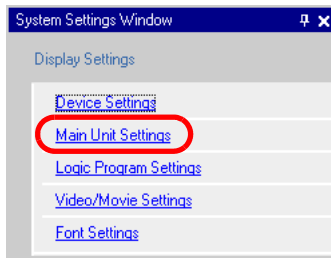 System Settings Window
Display Settings
Device Settings
Main Unit Settings
Logic Program Settings
Video/Movie Settings
Font Settings